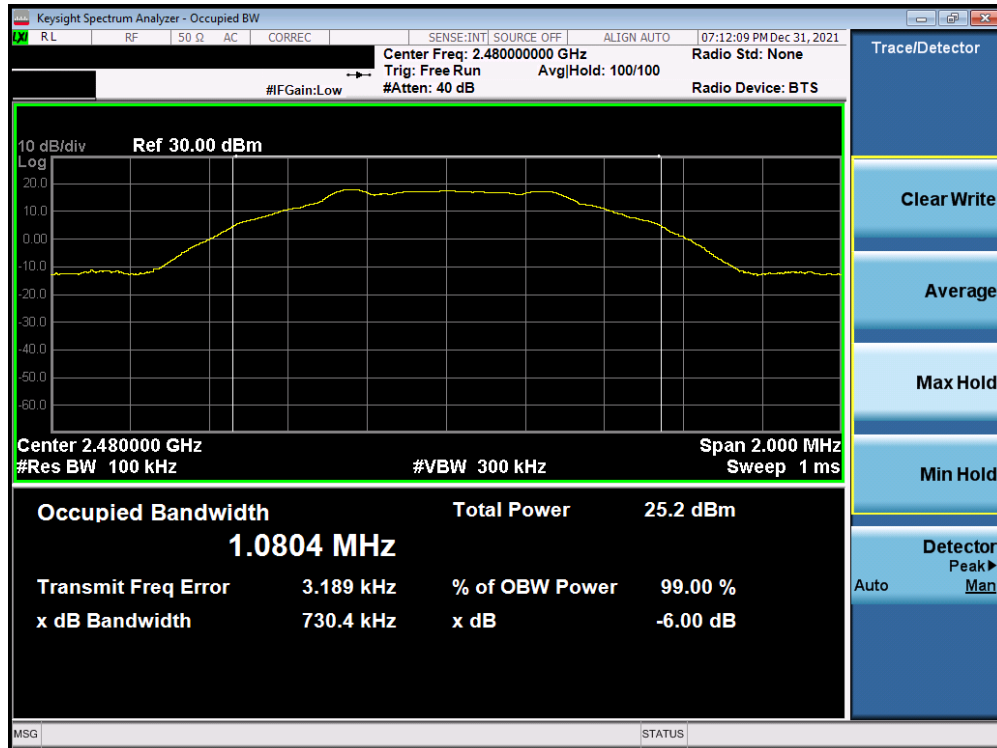 Keysight Spectrum Analyzer - Occupied BW
LXI RL RF 50 Ω AC CORREC SENSE:INT SOURCE OFF ALIGN AUTO 07:12:09 PM Dec 31, 2021
Center Freq: 2.480000000 GHz Radio Std: None
Trig: Free Run Avg|Hold: 100/100
#IFGain:Low #Atten: 40 dB Radio Device: BTS
10 dB/div Ref 30.00 dBm
Log
20.0
10.0
0.00
-10.0
-20.0
-30.0
-40.0
-50.0
-60.0
Center 2.480000 GHz Span 2.000 MHz
#Res BW 100 kHz #VBW 300 kHz Sweep 1 ms
Occupied Bandwidth Total Power 25.2 dBm
1.0804 MHz
Transmit Freq Error 3.189 kHz % of OBW Power 99.00 %
x dB Bandwidth 730.4 kHz x dB -6.00 dB
MSG STATUS
Trace/Detector
Clear Write
Average
Max Hold
Min Hold
Detector
Peak▶
Auto Man